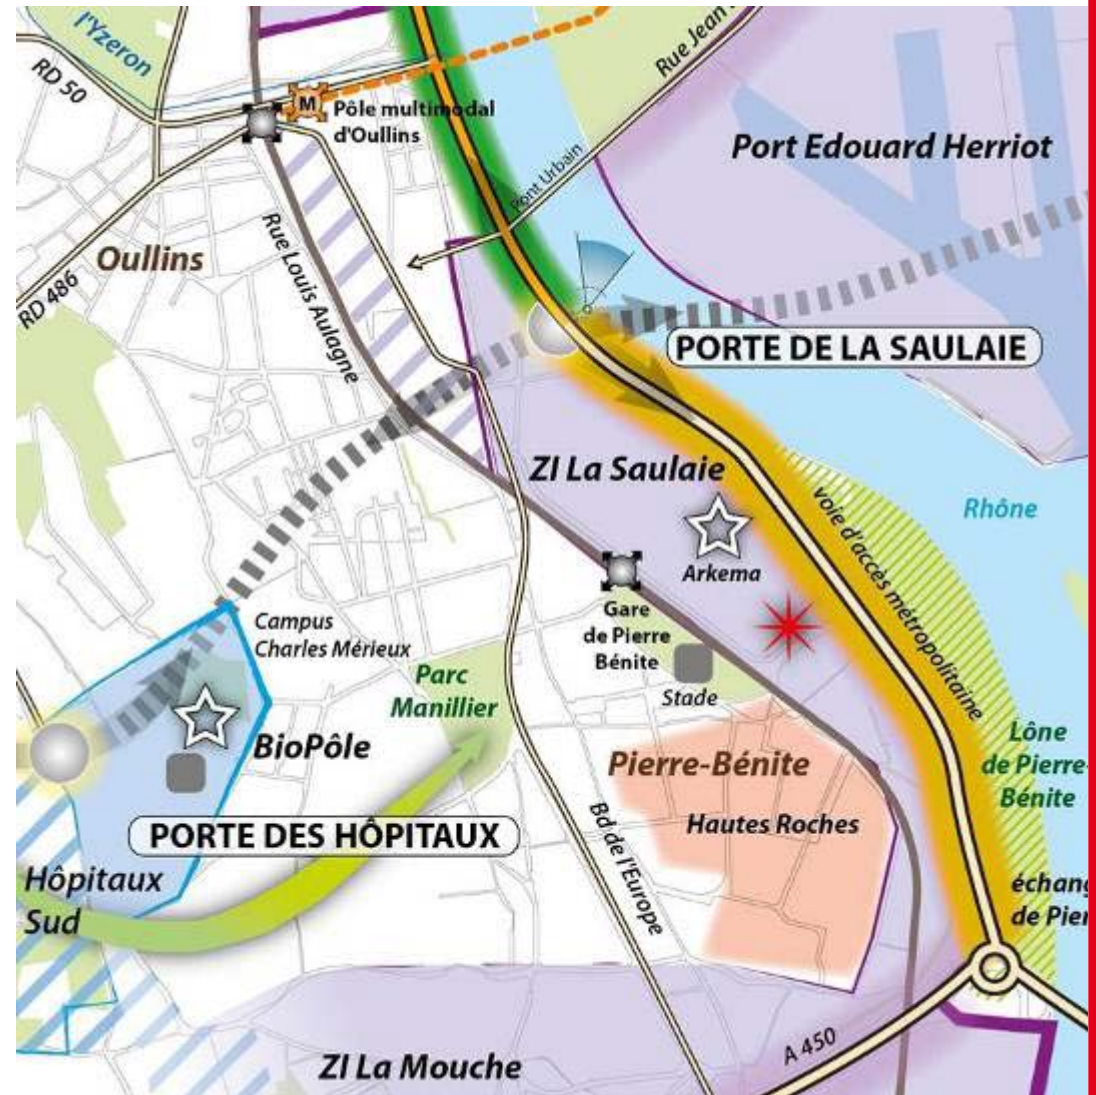 l'Yzeron
RD 50
M
Pôle multimodal
d'Oullins
Rue Jean
Port Edouard Herriot
Pont Urbain
Oullins
RD 486
Rue Louis Aulagne
PORTE DE LA SAULAIE
ZI La Saulaie
Rhône
voie d'accès métropolitaine
Arkema
Gare
de Pierre
Bénite
Campus
Charles Mérieux
Parc
Manillier
Stade
BioPôle
Pierre-Bénite
Lône
de Pierre-
Bénite
PORTE DES HÔPITAUX
Hautes Roches
Bd de l'Europe
Hôpitaux
Sud
échang
de Pier
A 450
ZI La Mouche